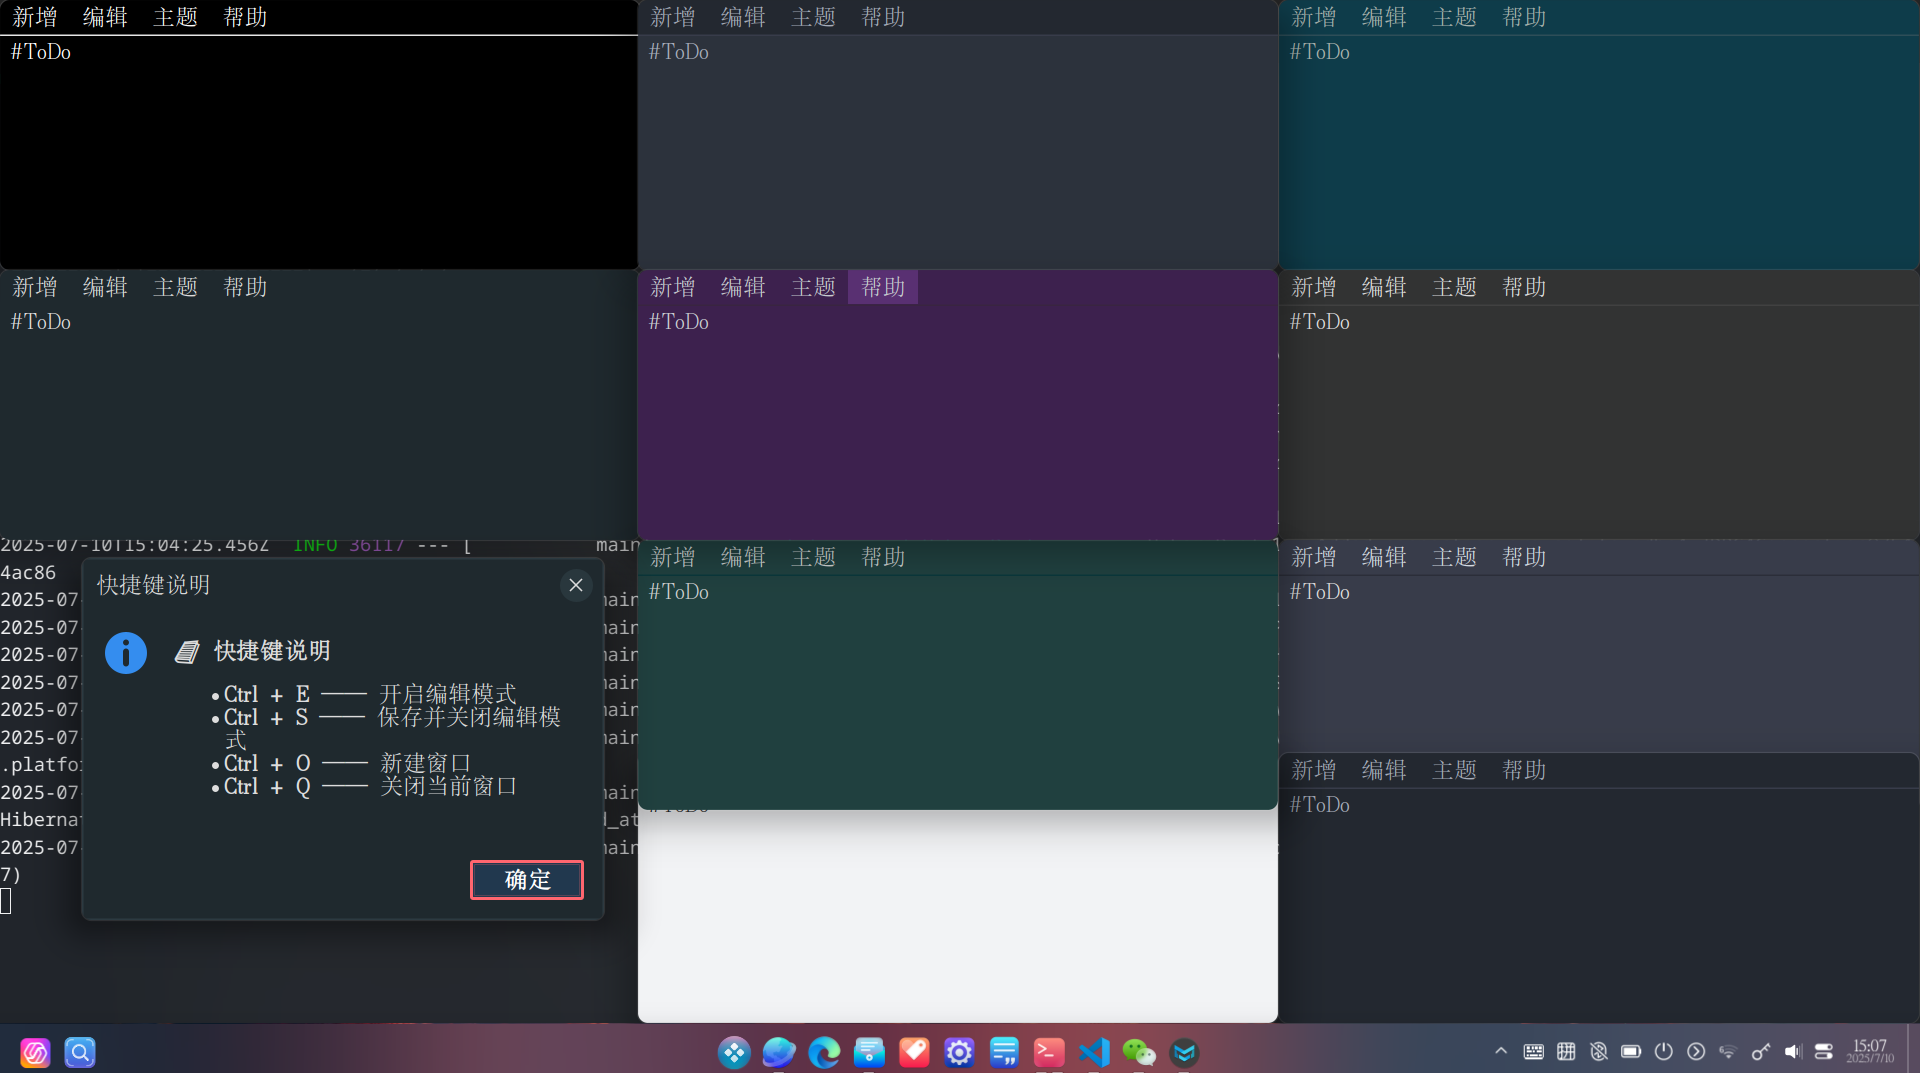 新增 编辑 主题 帮助
#ToDo
新增 编辑 主题 帮助
#ToDo
新增 编辑 主题 帮助
#ToDo
新增 编辑 主题 帮助
#ToDo
新增 编辑 主题 帮助
#ToDo
新增 编辑 主题 帮助
#ToDo
2025-07-10T15:04:25.456Z INFO 36117 --- [ main
4ac86
2025-07- main
2025-07- main
2025-07- main
2025-07- main
2025-07- main
2025-07- main
.platfo
2025-07- main
Hiberna d_at
2025-07- main
7)
快捷键说明
快捷键说明
•Ctrl + E —— 开启编辑模式
•Ctrl + S —— 保存并关闭编辑模
式
•Ctrl + O —— 新建窗口
•Ctrl + Q —— 关闭当前窗口
确定
新增 编辑 主题 帮助
#ToDo
新增 编辑 主题 帮助
#ToDo
新增 编辑 主题 帮助
#ToDo
15:07
2025/7/10